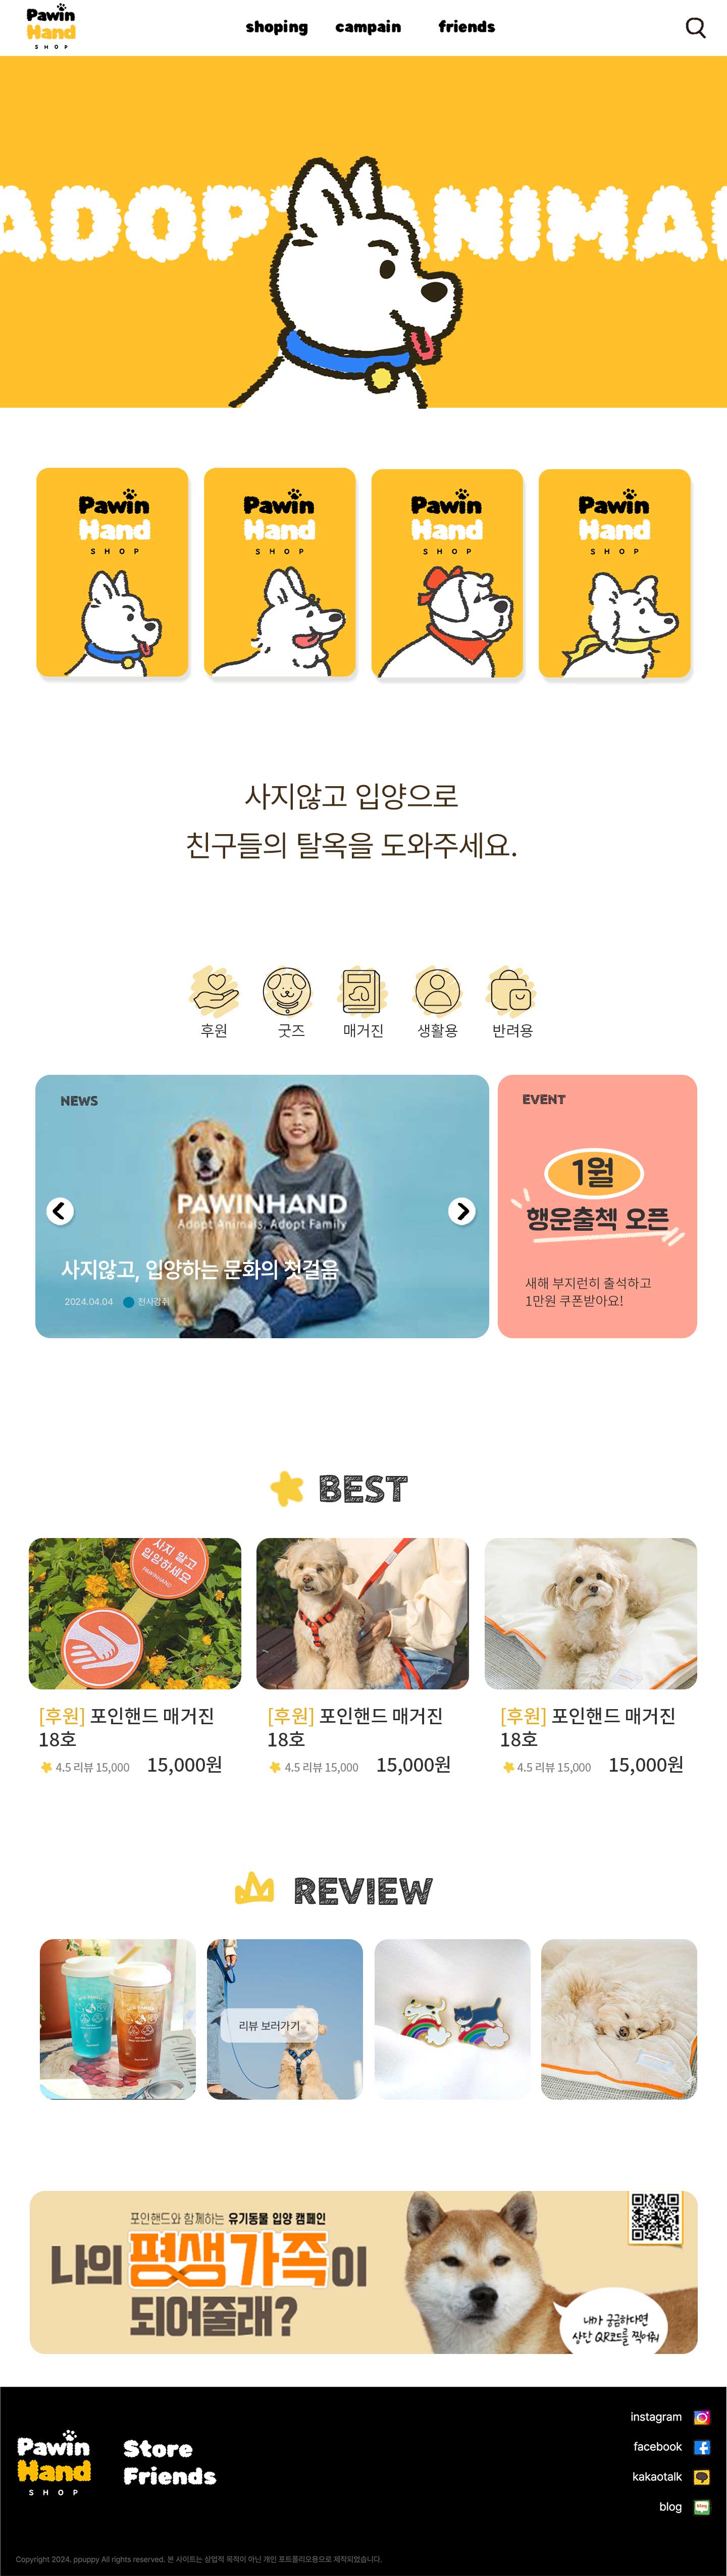 Pawin
Hand
SHOP
shoping campain friends
ADOPT ANIMAL
Pawin
Hand
SHOP
Pawin
Hand
SHOP
Pawin
Hand
SHOP
Pawin
Hand
SHOP
사지않고 입양으로
친구들의 탈옥을 도와주세요.
후원 굿즈 매거진 생활용 반려용
NEWS
PAWINHAND
Adopt Animals, Adopt Family
사지않고, 입양하는 문화의 첫걸음
2024.04.04 전사강쥐
EVENT
1월
행운출첵 오픈
새해 부지런히 출석하고
1만원 쿠폰받아요!
BEST
사지 말고
입양하세요
PAWINHAND
[후원] 포인핸드 매거진
18호
4.5 리뷰 15,000 15,000원
[후원] 포인핸드 매거진
18호
4.5 리뷰 15,000 15,000원
[후원] 포인핸드 매거진
18호
4.5 리뷰 15,000 15,000원
REVIEW
리뷰 보러가기
포인핸드와 함께하는 유기동물 입양 캠페인
나의 평생가족이
되어줄래?
내가 궁금하다면
상단 QR코드를 찍어줘
Pawin
Hand
SHOP
Store
Friends
instagram
facebook
kakaotalk
blog
Copyright 2024. ppuppy All rights reserved. 본 사이트는 상업적 목적이 아닌 개인 포트폴리오용으로 제작되었습니다.